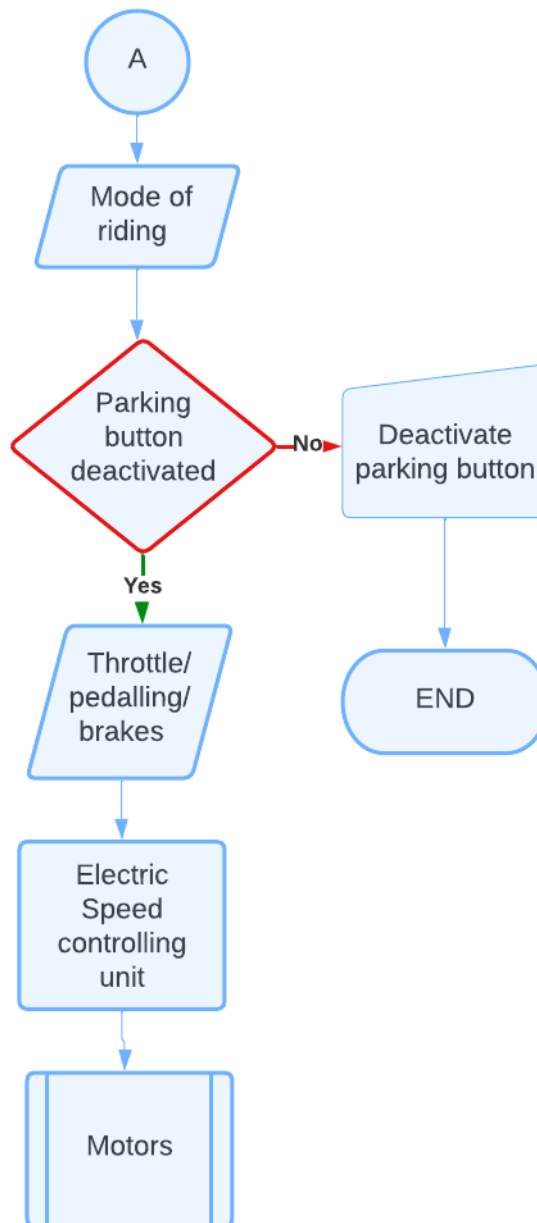 A
Mode of
riding
Parking
button
deactivated
No
Deactivate
parking button
Yes
Throttle/
pedalling/
brakes
END
Electric
Speed
controlling
unit
Motors